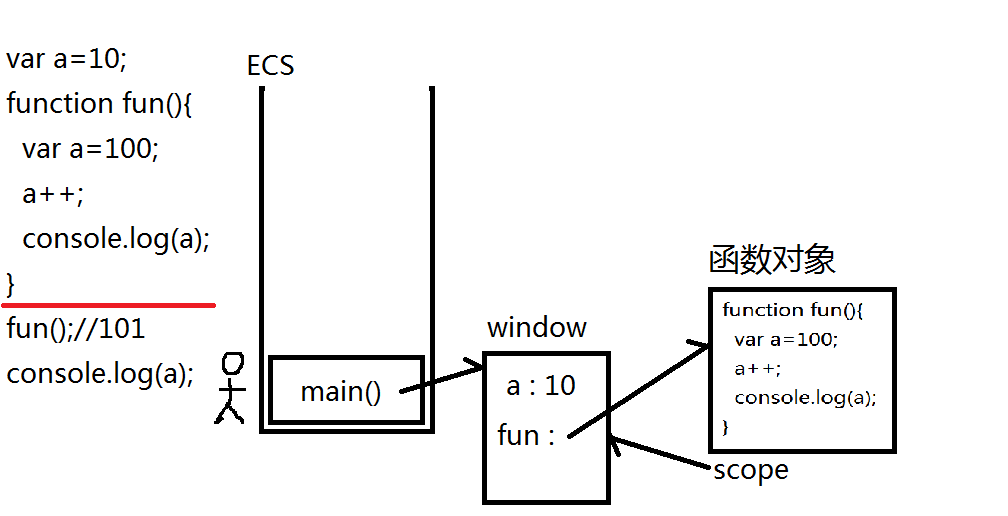 var a=10;
function fun(){
var a=100;
a++;
console.log(a);
}
fun();//101
console.log(a);
ECS
main()
window
a : 10
fun :
函数对象
function fun(){
var a=100;
a++;
console.log(a);
}
scope